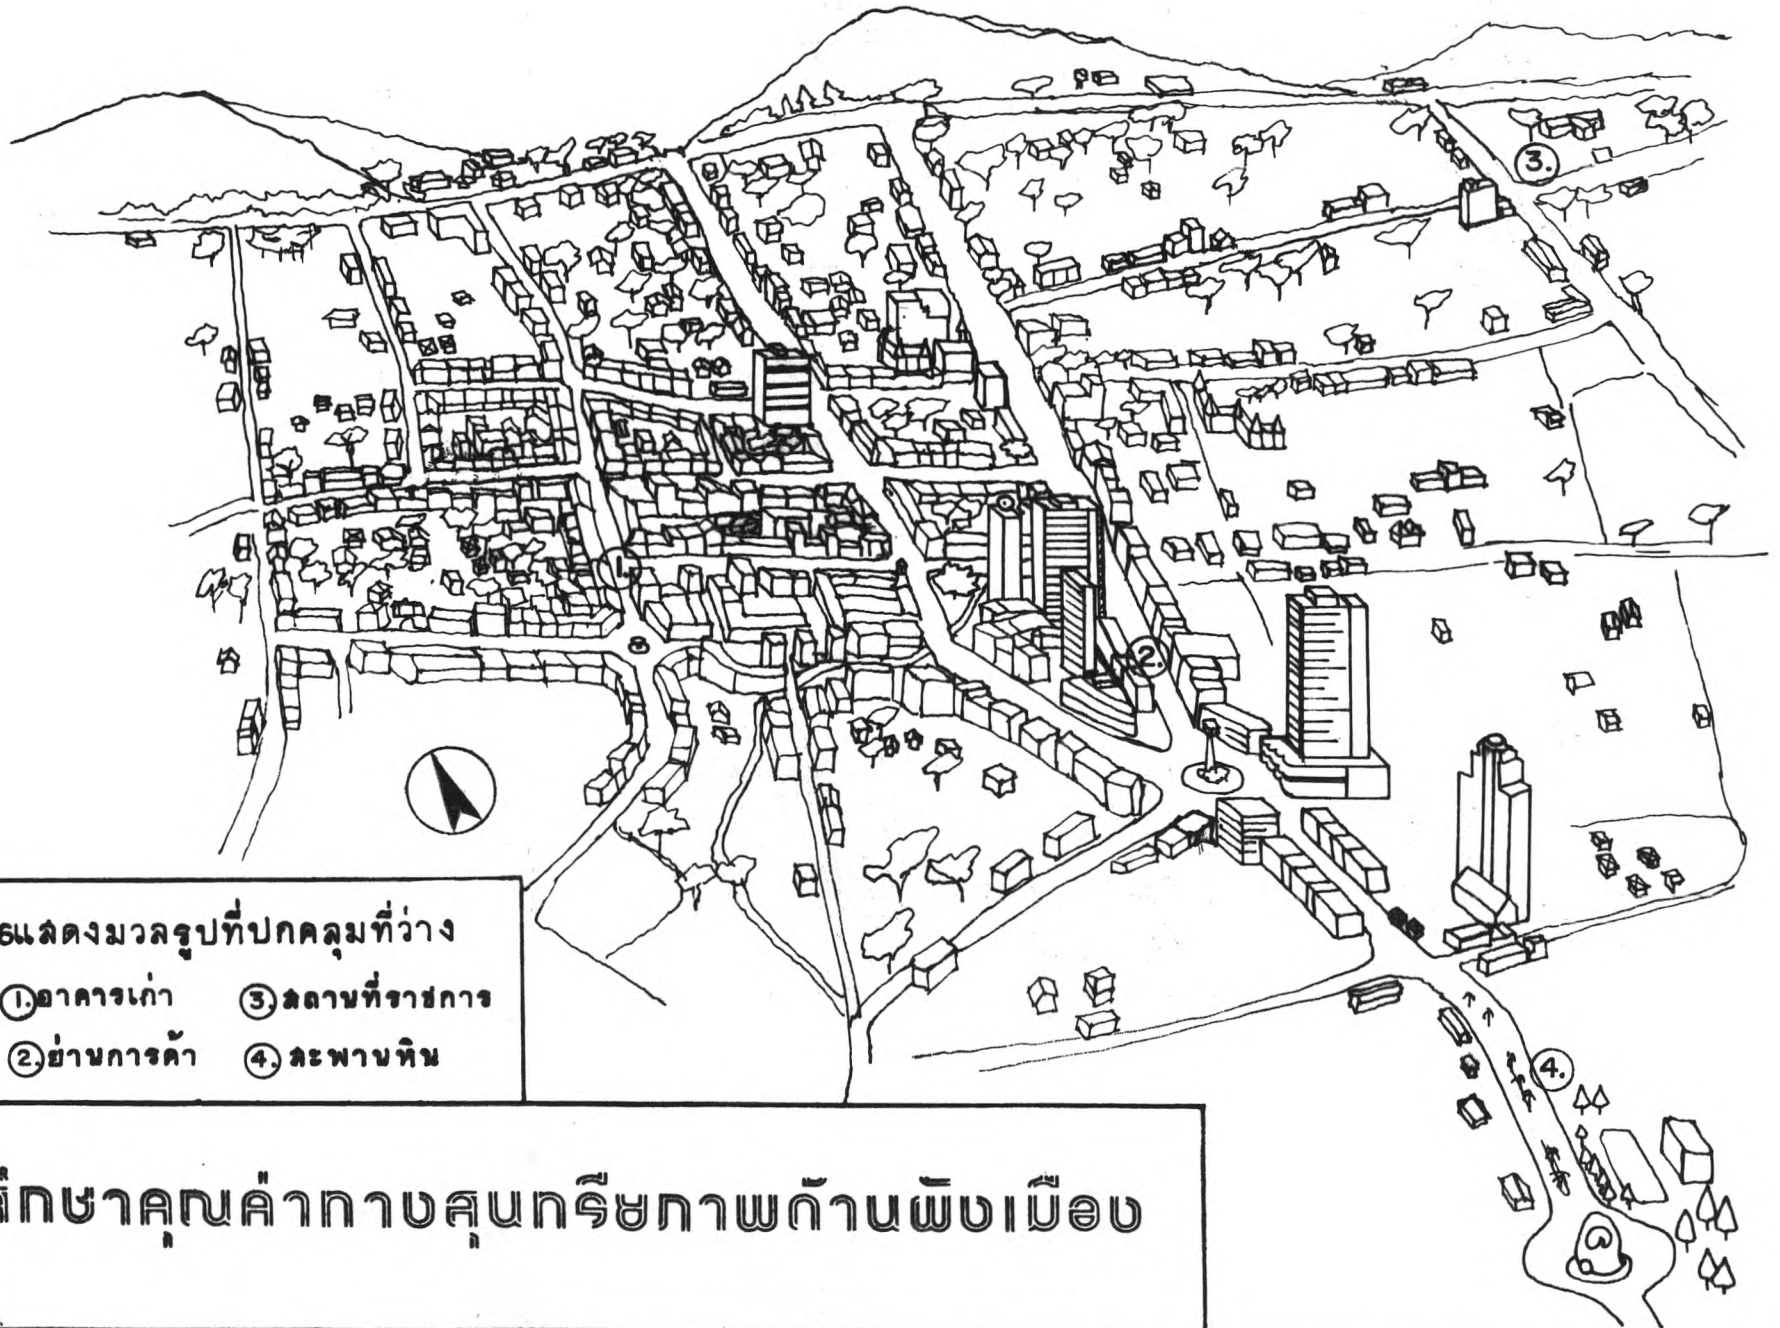 3.
1.
2.
4.
แสดงมวลรูปที่ปกคลุมที่ว่าง
1.อาคารเก่า 3.สถานที่ราชการ
2.ย่านการค้า 4.สะพานหิน
ศึกษาคุณค่าทางสุนทรียภาพด้านผังเมือง